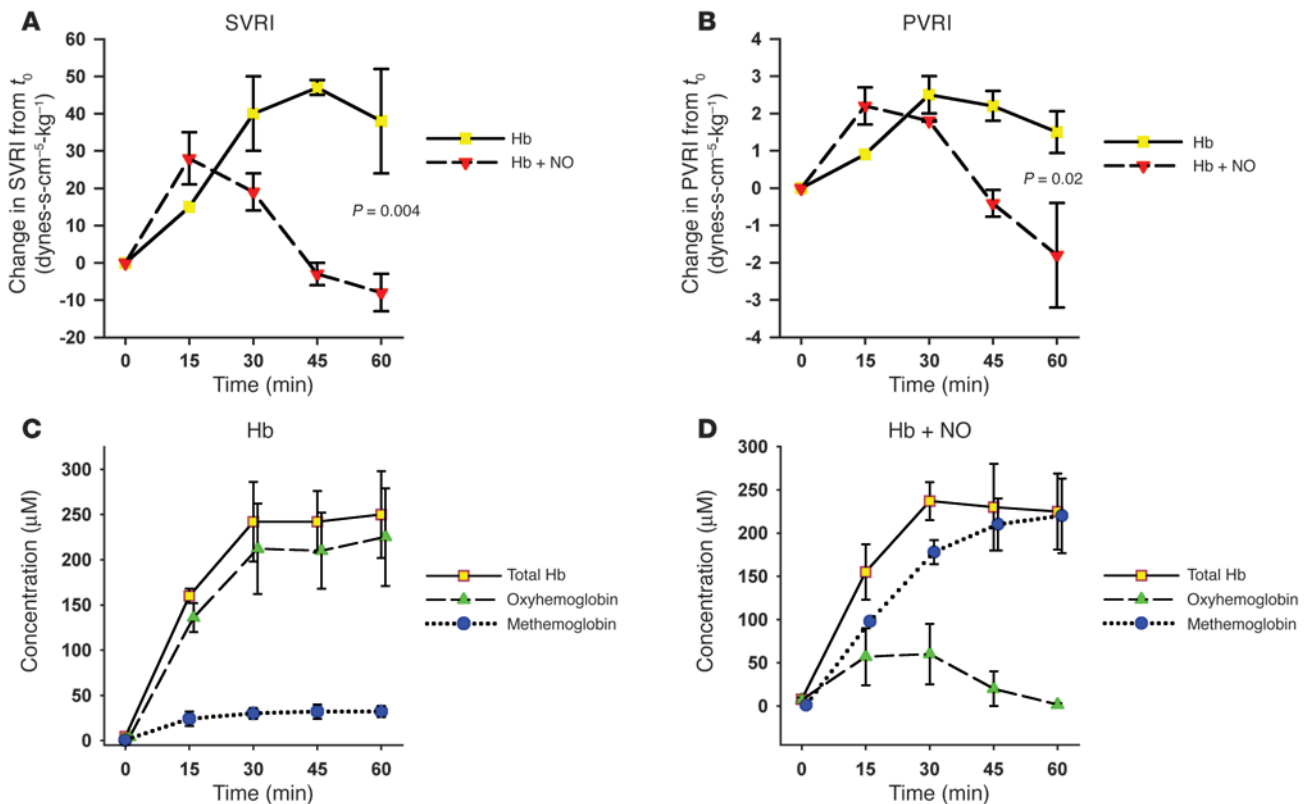 A
SVRI
Change in SVRI from t₀
(dynes-s-cm⁻⁵-kg⁻¹)
60
50
40
30
20
10
0
-10
-20
0 15 30 45 60
Time (min)
P = 0.004
Hb
Hb + NO
B
PVRI
Change in PVRI from t₀
(dynes-s-cm⁻⁵-kg⁻¹)
4
3
2
1
0
-1
-2
-3
-4
0 15 30 45 60
Time (min)
P = 0.02
Hb
Hb + NO
C
Hb
Concentration (μM)
300
250
200
150
100
50
0
0 15 30 45 60
Time (min)
Total Hb
Oxyhemoglobin
Methemoglobin
D
Hb + NO
Concentration (μM)
300
250
200
150
100
50
0
0 15 30 45 60
Time (min)
Total Hb
Oxyhemoglobin
Methemoglobin